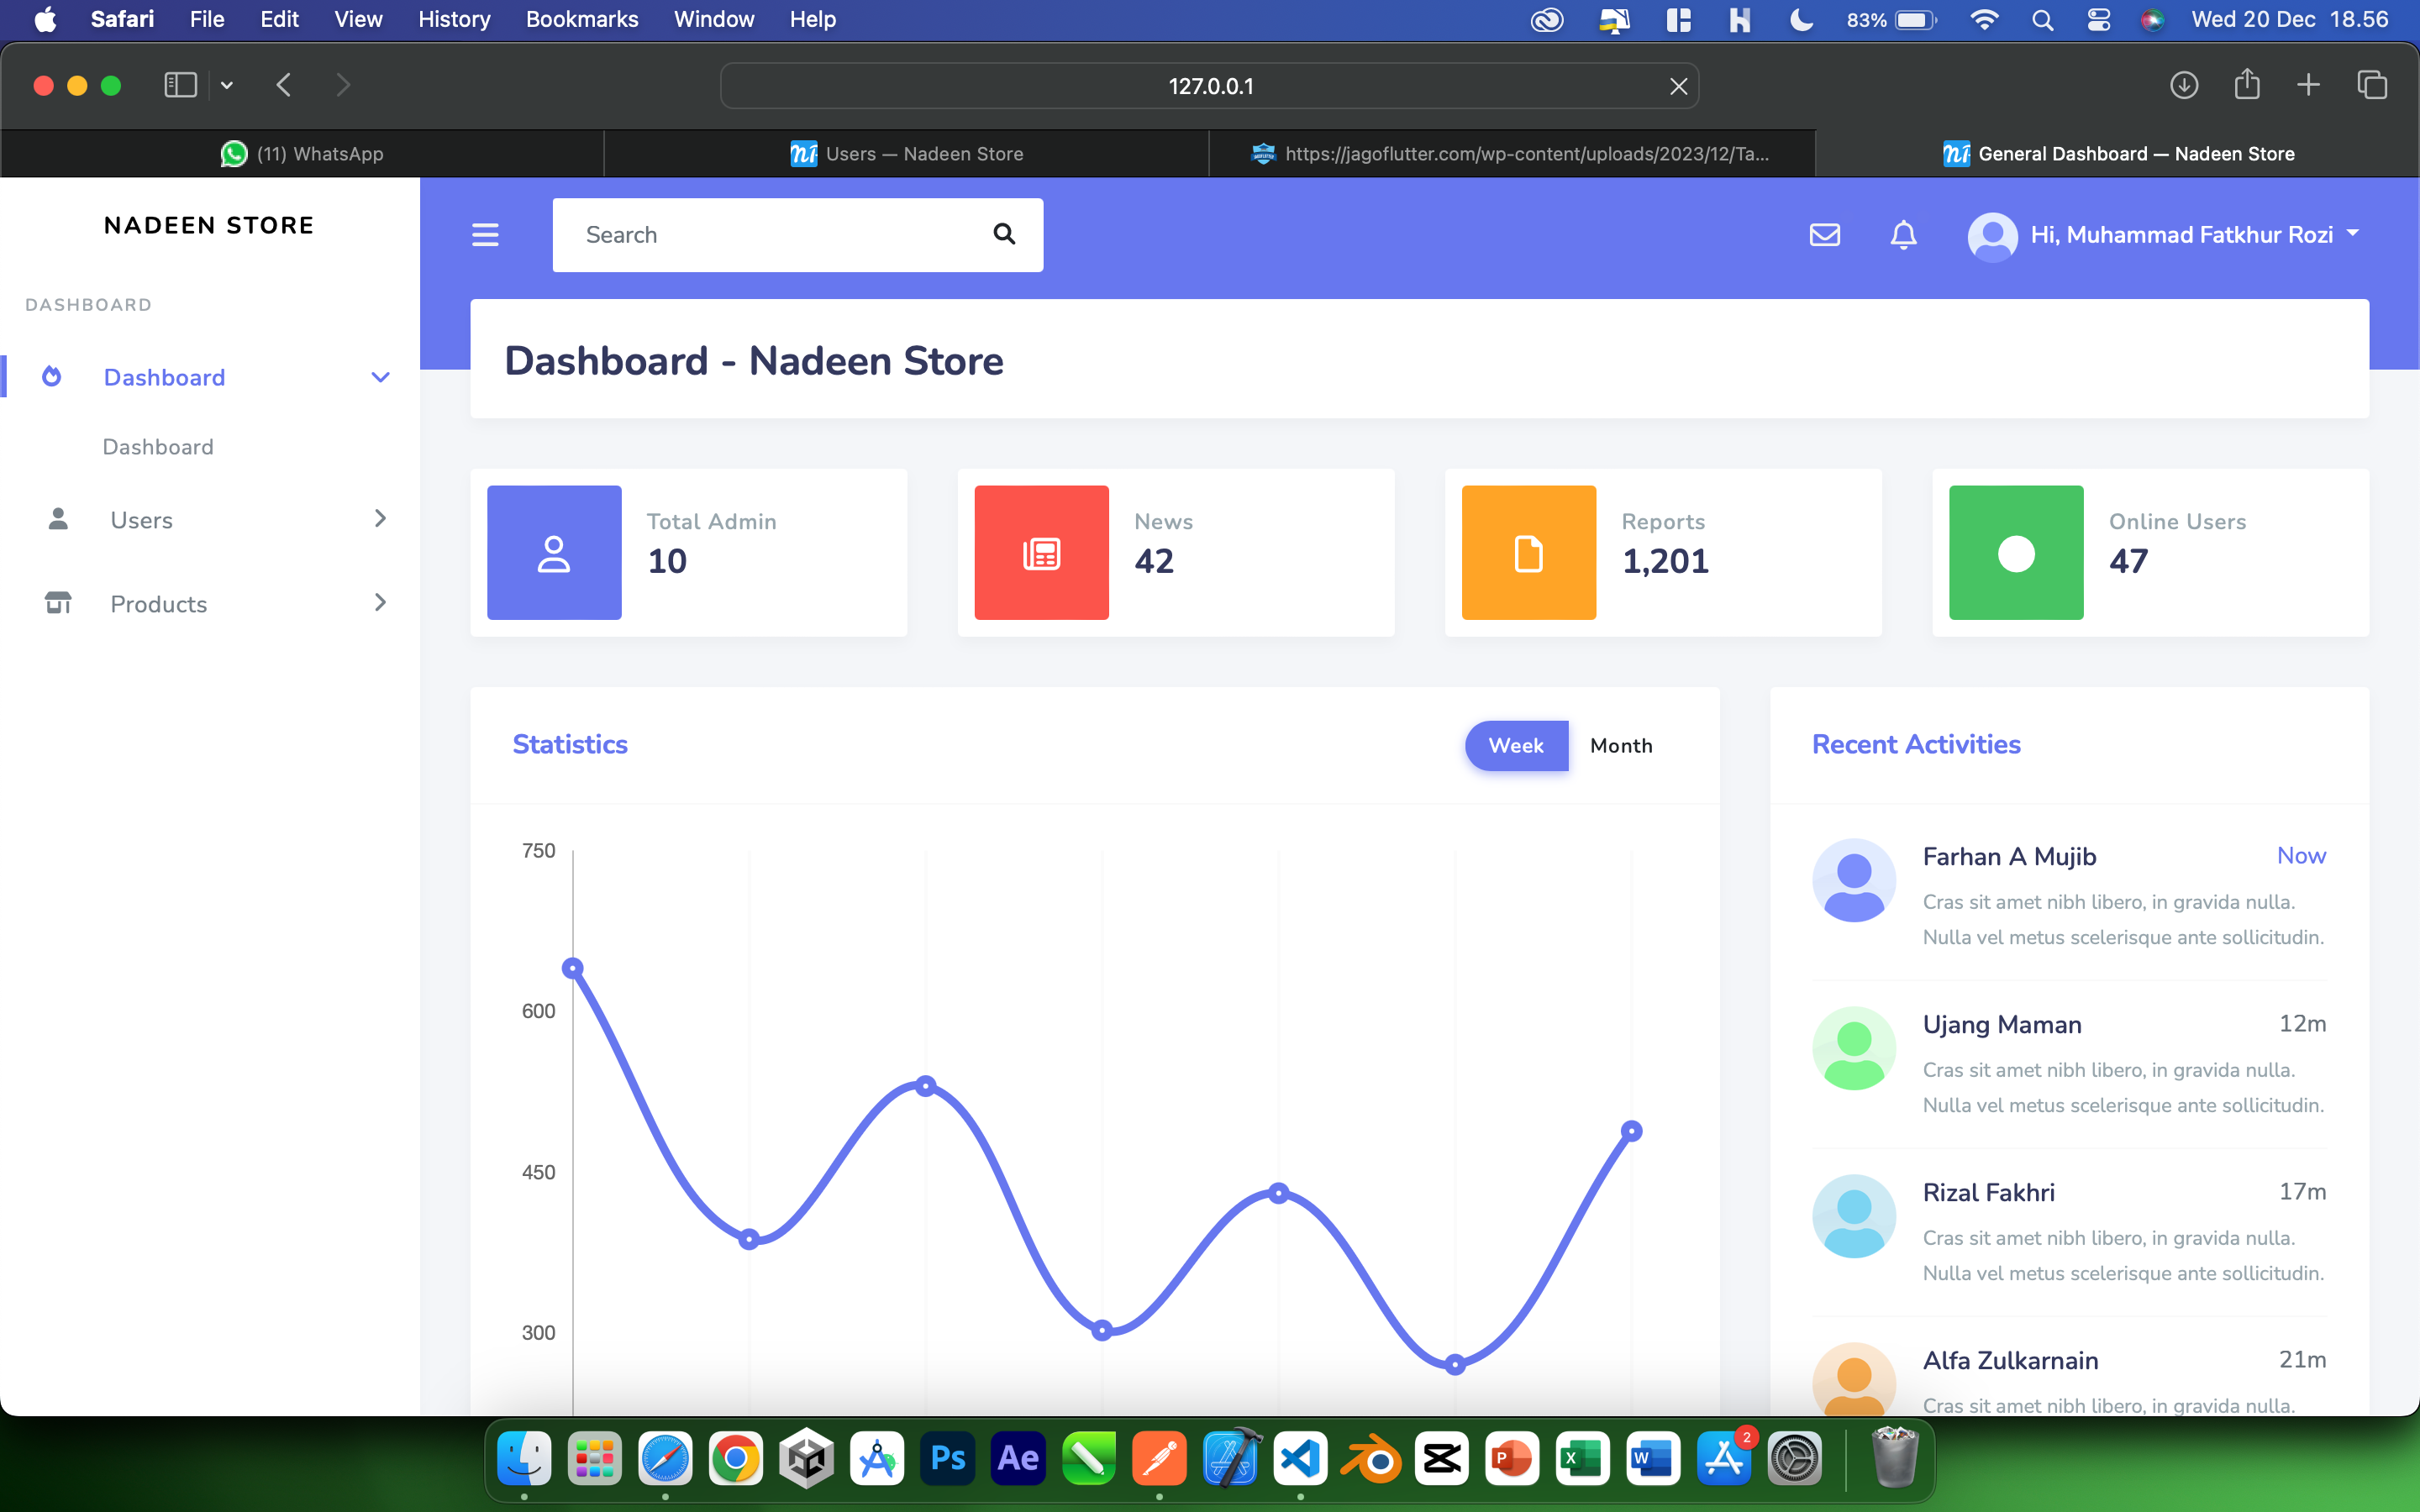 Safari File Edit View History Bookmarks Window Help 83% Wed 20 Dec 18.56
127.0.0.1
(11) WhatsApp
Users — Nadeen Store
https://jagoflutter.com/wp-content/uploads/2023/12/Ta...
General Dashboard — Nadeen Store
NADEEN STORE
Search
Hi, Muhammad Fatkhur Rozi
DASHBOARD
Dashboard
Dashboard
Users
Products
Dashboard - Nadeen Store
Total Admin
10
News
42
Reports
1,201
Online Users
47
Statistics
Week Month
750
600
450
300
Recent Activities
Farhan A Mujib Now
Cras sit amet nibh libero, in gravida nulla.
Nulla vel metus scelerisque ante sollicitudin.
Ujang Maman 12m
Cras sit amet nibh libero, in gravida nulla.
Nulla vel metus scelerisque ante sollicitudin.
Rizal Fakhri 17m
Cras sit amet nibh libero, in gravida nulla.
Nulla vel metus scelerisque ante sollicitudin.
Alfa Zulkarnain 21m
Cras sit amet nibh libero, in gravida nulla.
Ps Ae P X W 2